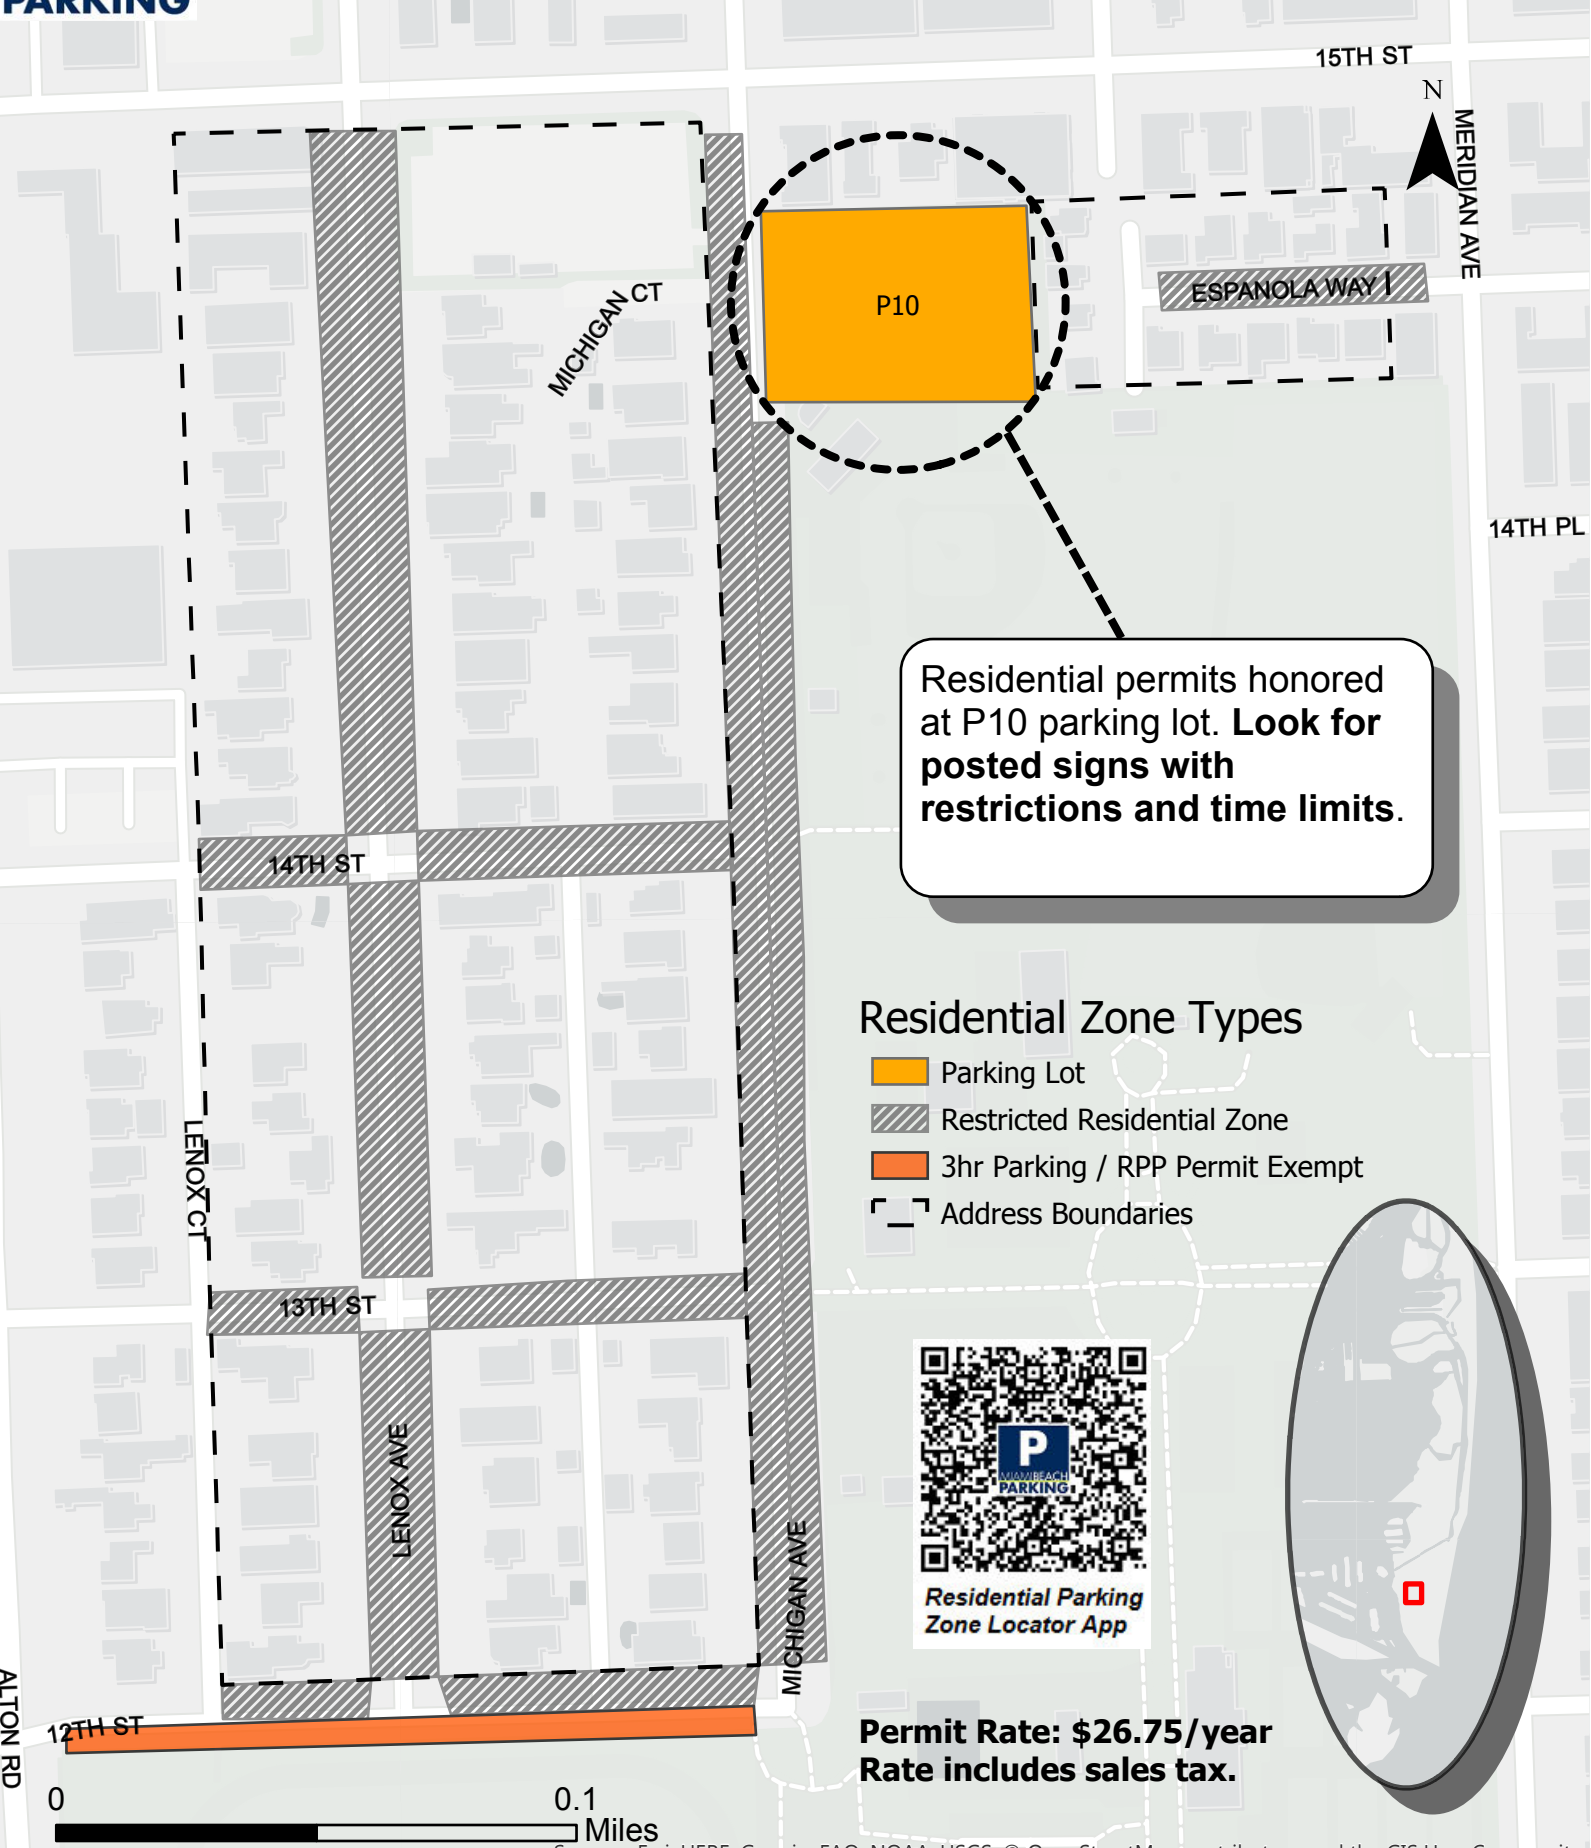 PARKING
15TH ST
N
MERIDIAN AVE
P10
ESPANOLA WAY
MICHIGAN CT
14TH PL
Residential permits honored
at P10 parking lot. Look for
posted signs with
restrictions and time limits.
14TH ST
Residential Zone Types
Parking Lot
Restricted Residential Zone
3hr Parking / RPP Permit Exempt
Address Boundaries
LENOX CT
13TH ST
LENOX AVE
MICHIGAN AVE
P
MIAMIBEACH
PARKING
Residential Parking
Zone Locator App
ALTON RD
12TH ST
Permit Rate: $26.75/year
Rate includes sales tax.
0 0.1
Miles